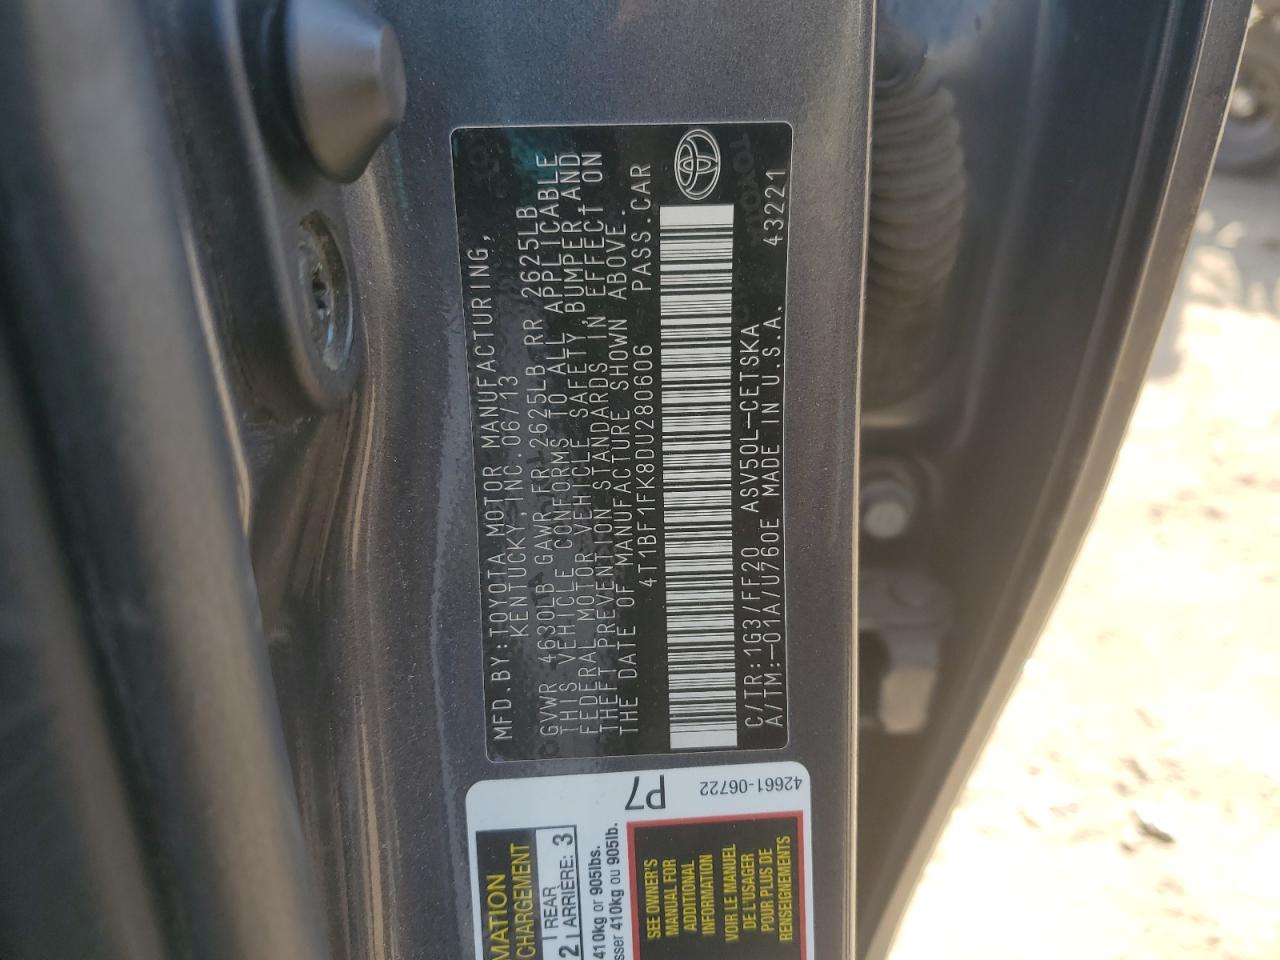 MFD.BY:TOYOTA MOTOR MANUFACTURING,
KENTUCKY,INC.06/13
GVWR 4630LB GAWR FR 2625LB RR 2625LB
THIS VEHICLE CONFORMS TO ALL APPLICABLE
FEDERAL MOTOR VEHICLE SAFETY,BUMPER,AND
THEFT PREVENTION STANDARDS IN EFFECT ON
THE DATE OF MANUFACTURE SHOWN ABOVE.
4T1BF1FK8DU280606 PASS.CAR
C/TR:1G3/FF20 ASV50L-CETSKA
A/TM:-01A/U760E MADE IN U.S.A. 43221
P7
42661-06722
MATION
CHARGEMENT
2 REAR
ARRIÈRE: 3
410kg or 905lbs.
sser 410kg ou 905lb.
SEE OWNER'S
MANUAL FOR
ADDITIONAL
INFORMATION
VOIR LE MANUEL
DE L'USAGER
POUR PLUS DE
RENSEIGNEMENTS